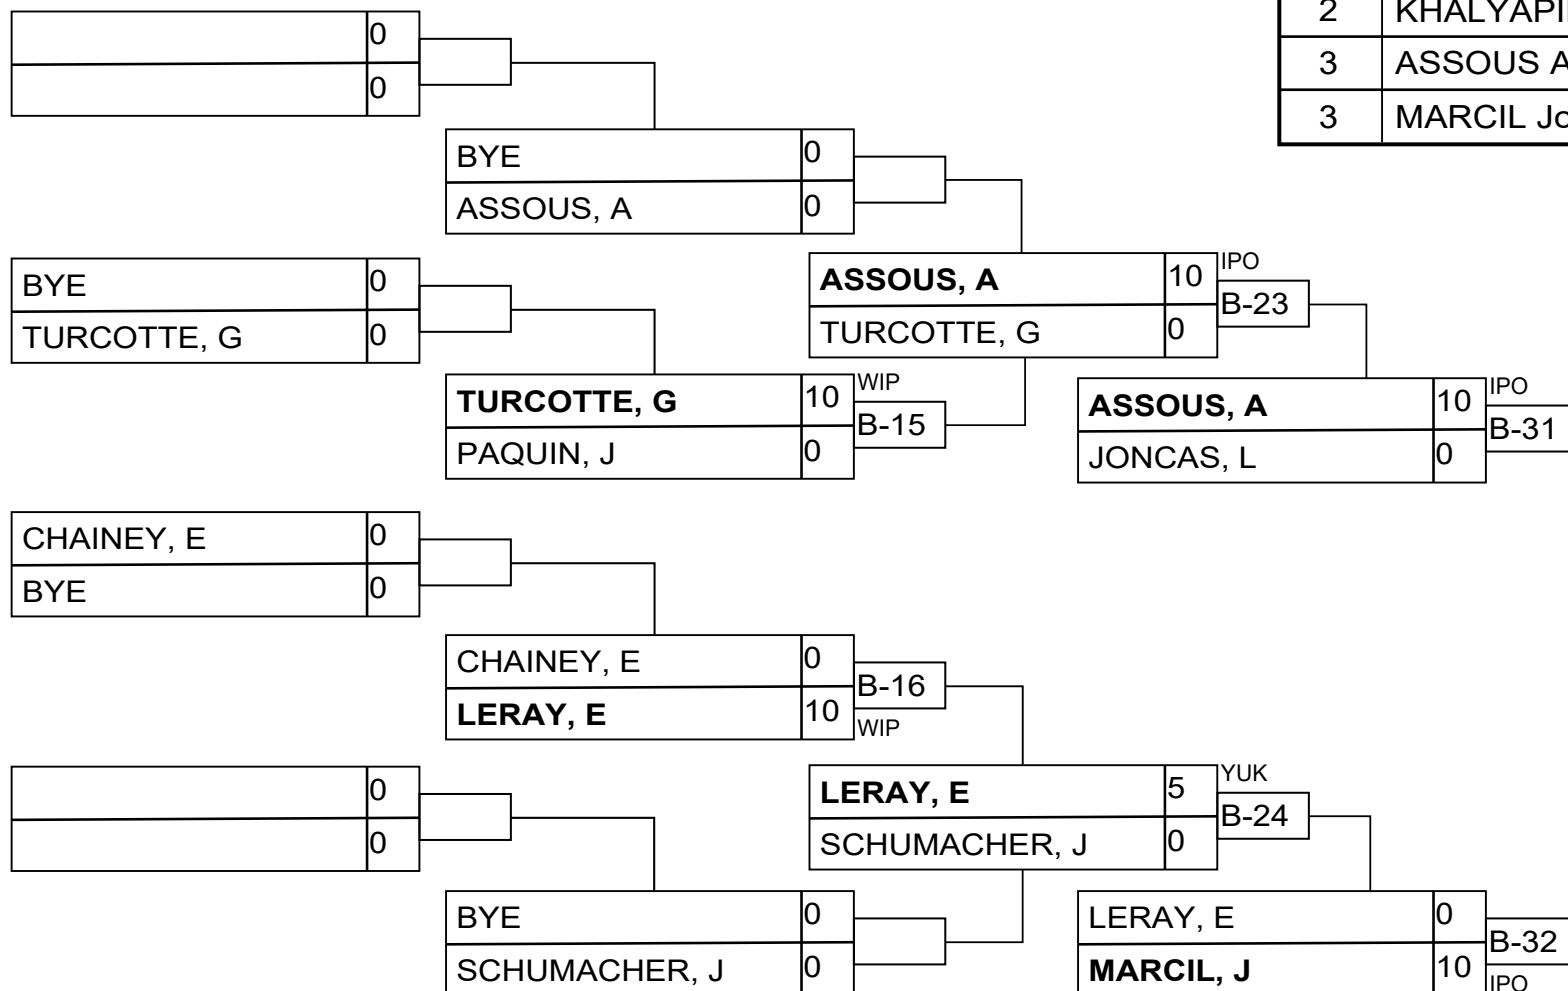 2
3 ASSOUS
3 MARCIL
0
0
BYE 0
ASSOUS, A 0
BYE 0
TURCOTTE, G 0
ASSOUS, A 10 IPO
B-23
TURCOTTE, G 0
TURCOTTE, G 10 WIP
B-15
PAQUIN, J 0
ASSOUS, A 10 IPO
B-31
JONCAS, L 0
CHAINEY, E 0
BYE 0
CHAINEY, E 0
B-16
LERAY, E 10 WIP
0
0
LERAY, E 5 YUK
B-24
SCHUMACHER, J 0
BYE 0
SCHUMACHER, J 0
LERAY, E 0
B-32
MARCIL, J 10 IPO